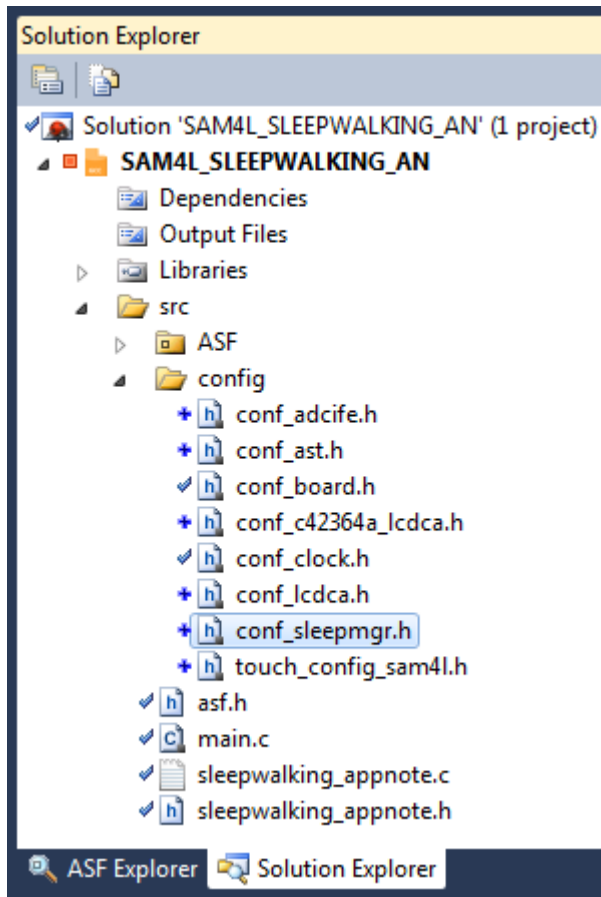 Solution Explorer
Solution 'SAM4L_SLEEPWALKING_AN' (1 project)
SAM4L_SLEEPWALKING_AN
Dependencies
Output Files
Libraries
src
ASF
config
conf_adcife.h
conf_ast.h
conf_board.h
conf_c42364a_lcdca.h
conf_clock.h
conf_lcdca.h
conf_sleepmgr.h
touch_config_sam4l.h
asf.h
main.c
sleepwalking_appnote.c
sleepwalking_appnote.h
ASF Explorer Solution Explorer